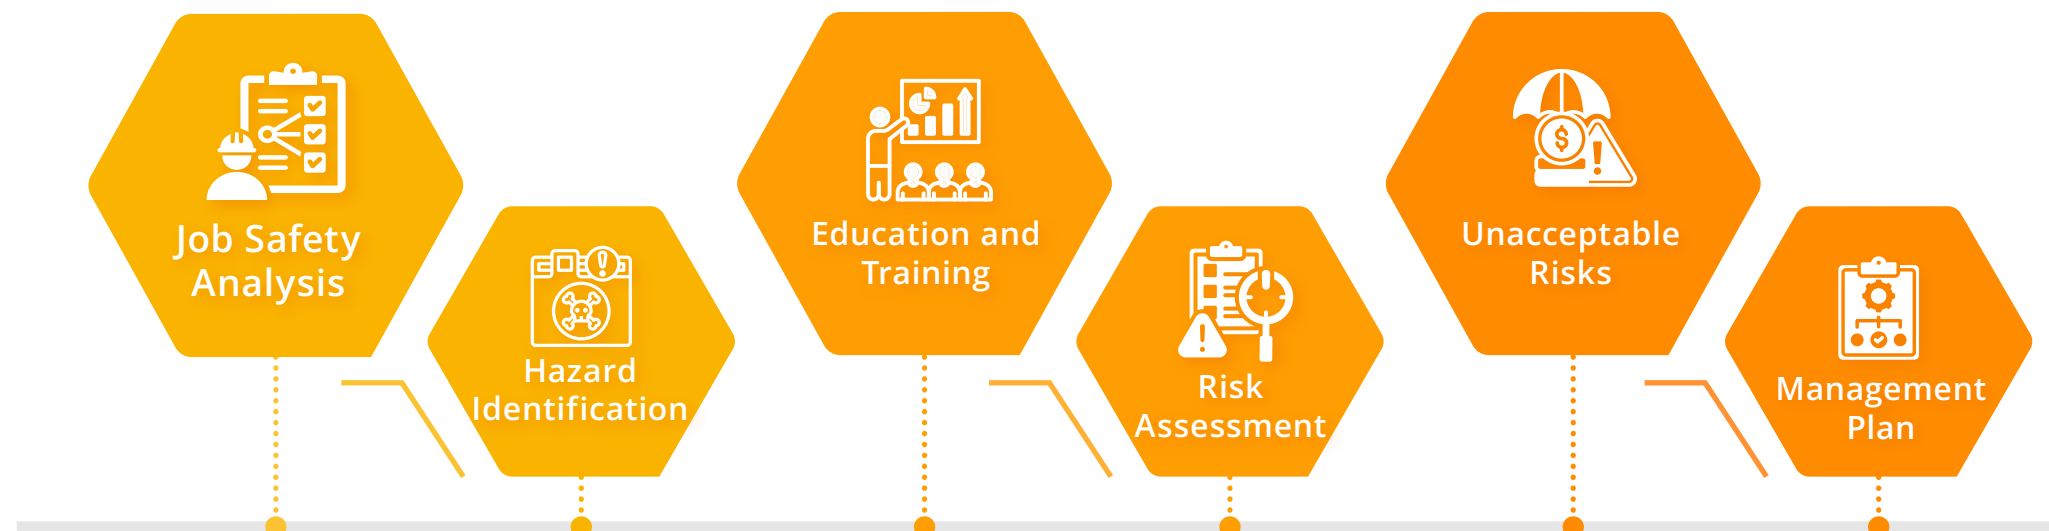 Job Safety
Analysis
Hazard
Identification
Education and
Training
Risk
Assessment
Unacceptable
Risks
Management
Plan